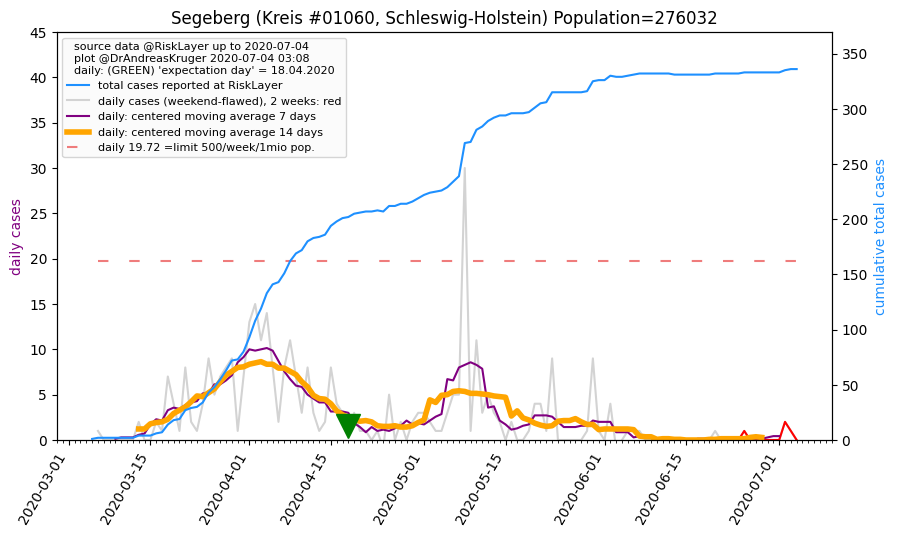 Segeberg (Kreis #01060, Schleswig-Holstein) Population=276032
source data @RiskLayer up to 2020-07-04
plot @DrAndreasKruger 2020-07-04 03:08
daily: (GREEN) 'expectation day' = 18.04.2020
total cases reported at RiskLayer
daily cases (weekend-flawed), 2 weeks: red
daily: centered moving average 7 days
daily: centered moving average 14 days
daily 19.72 =limit 500/week/1mio pop.
daily cases
45
40
35
30
25
20
15
10
5
0
350
300
250
200
150
100
50
0
cumulative total cases
2020-03-01
2020-03-15
2020-04-01
2020-04-15
2020-05-01
2020-05-15
2020-06-01
2020-06-15
2020-07-01